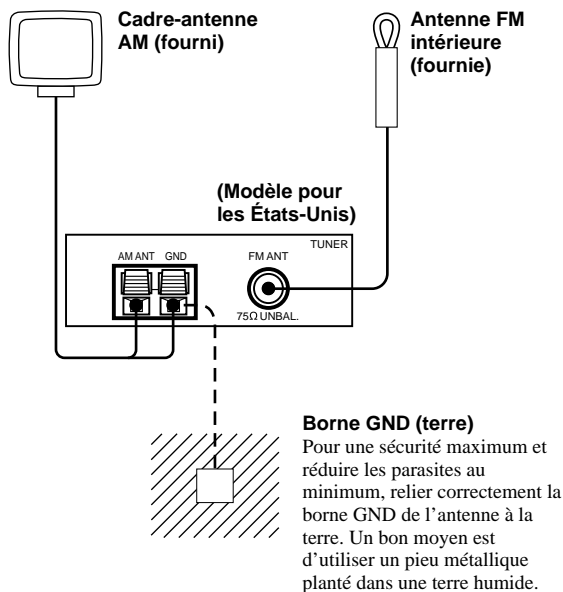 Cadre-antenne
AM (fourni)
Antenne FM
intérieure
(fournie)
(Modèle pour
les États-Unis)
TUNER
AM ANT GND
FM ANT
75Ω UNBAL.
Borne GND (terre)
Pour une sécurité maximum et
réduire les parasites au
minimum, relier correctement la
borne GND de l’antenne à la
terre. Un bon moyen est
d’utiliser un pieu métallique
planté dans une terre humide.